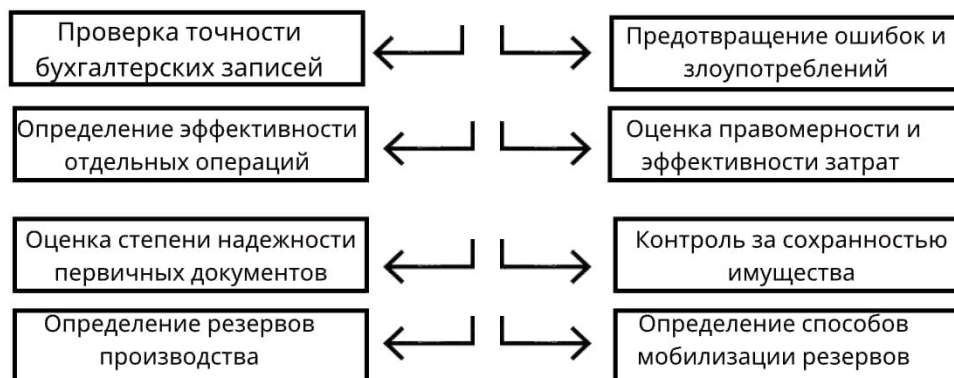 Проверка точности
бухгалтерских записей
Предотвращение ошибок и
злоупотреблений
Определение эффективности
отдельных операций
Оценка правомерности и
эффективности затрат
Оценка степени надежности
первичных документов
Контроль за сохранностью
имущества
Определение резервов
производства
Определение способов
мобилизации резервов